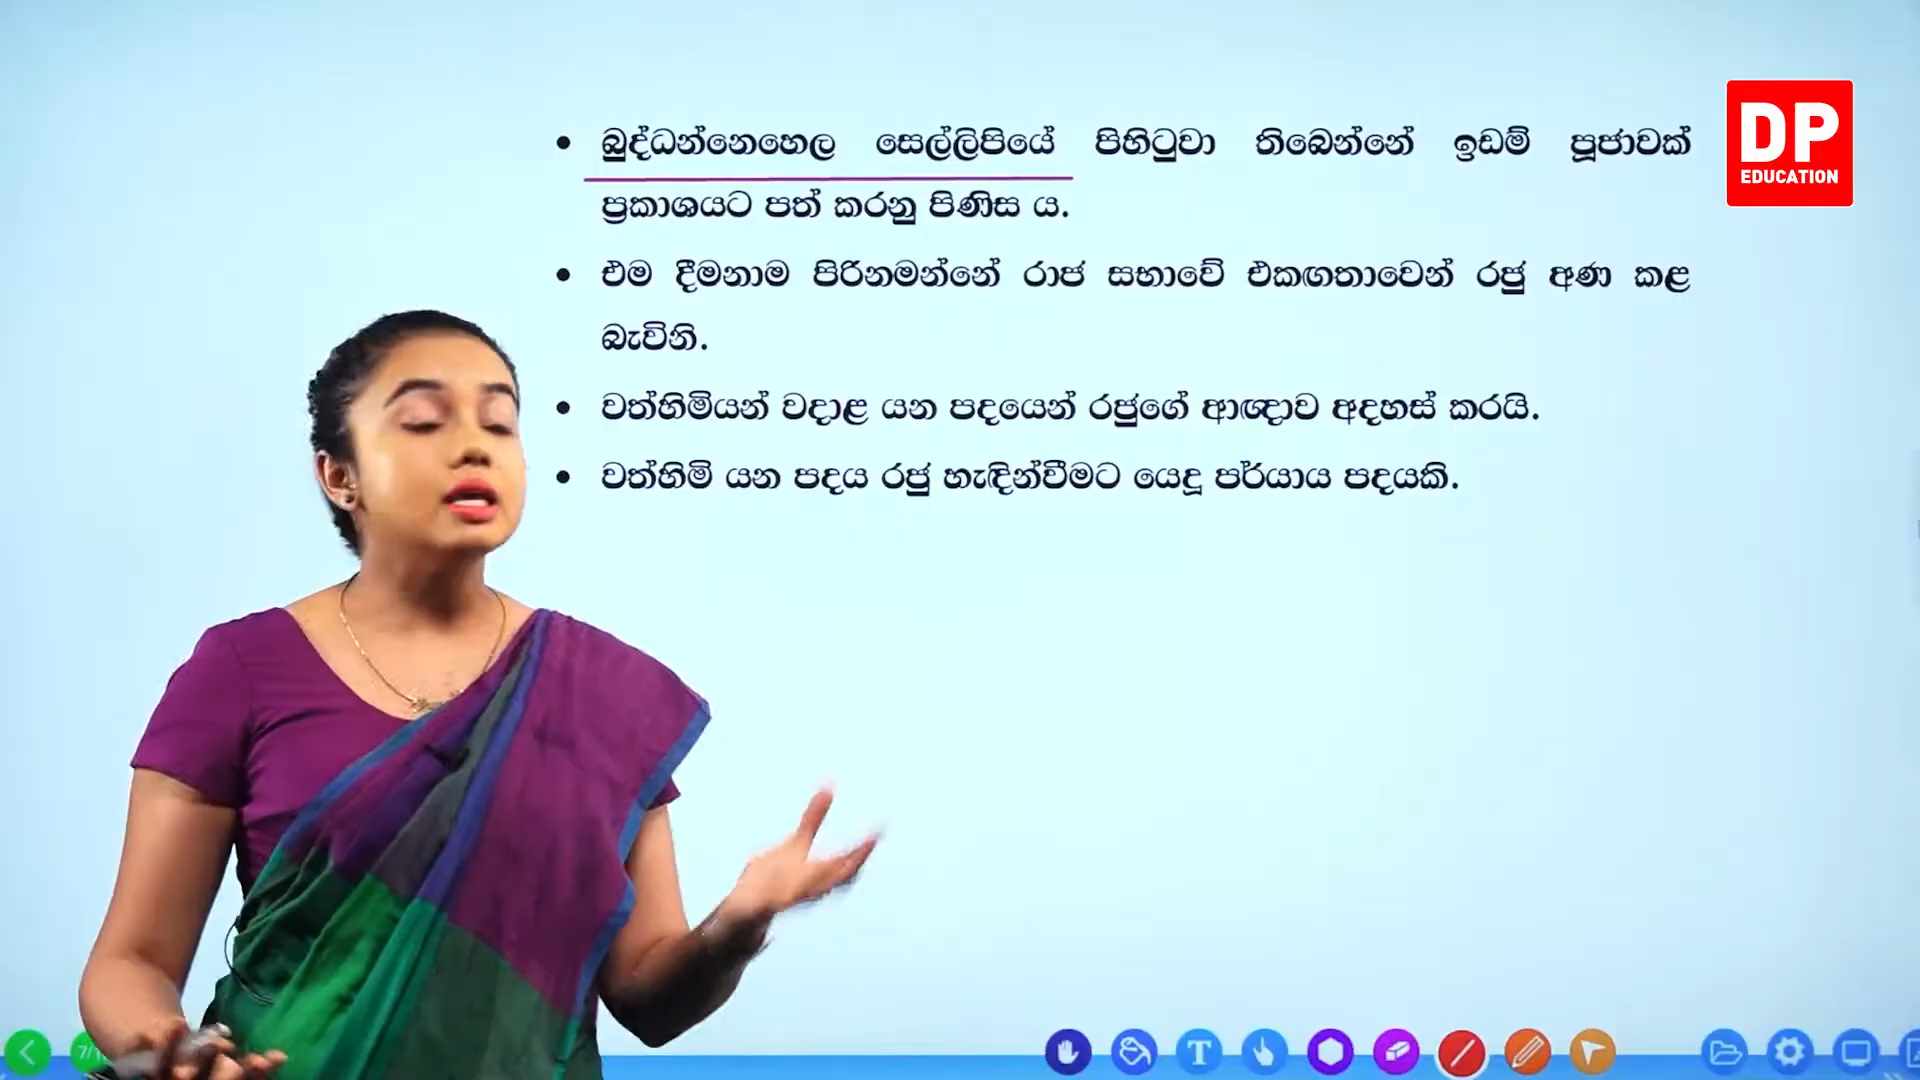 DP
EDUCATION
• බුද්ධන්නෙහෙල සෙල්ලිපියේ පිහිටුවා තිබෙන්නේ ඉඩම් පූජාවක්
ප්‍රකාශයට පත් කරනු පිණිස ය.
• එම දීමනාම පිරිනමන්නේ රාජ සභාවේ එකඟතාවෙන් රජු අණ කළ
බැවිනි.
• වත්හිමියන් වදාළ යන පදයෙන් රජුගේ ආඥාව අදහස් කරයි.
• වත්හිමි යන පදය රජු හැඳින්වීමට යෙදූ පර්යාය පදයකි.